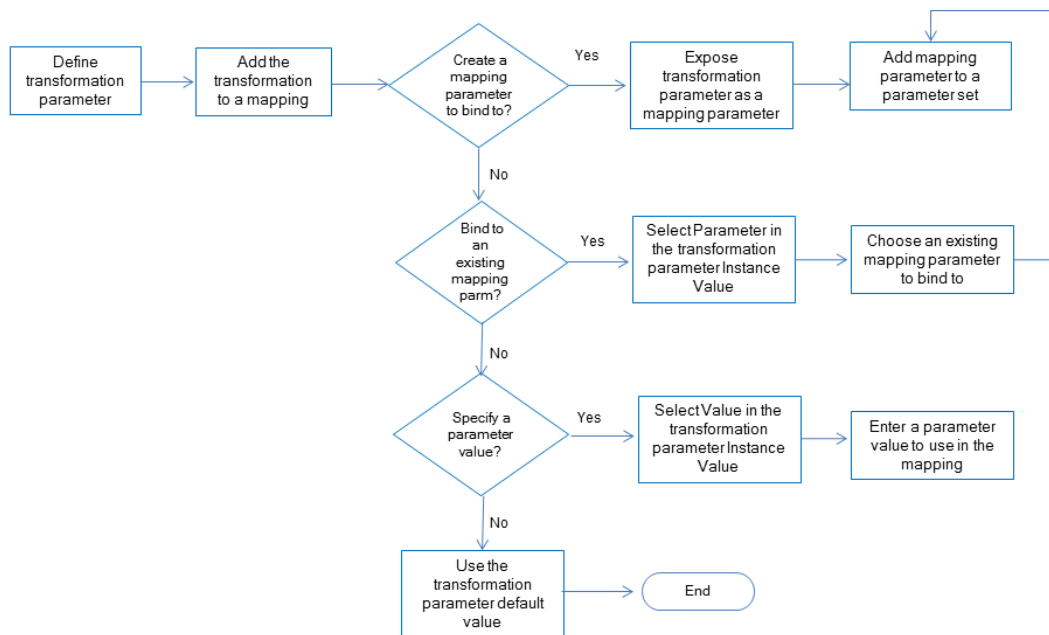 Define
transformation
parameter
Add the
transformation
to a mapping
Create a
mapping
parameter
to bind to?
Yes
Expose
transformation
parameter as a
mapping parameter
Add mapping
parameter to a
parameter set
No
Bind to
an
existing
mapping
parm?
Yes
Select Parameter in
the transformation
parameter Instance
Value
Choose an existing
mapping parameter
to bind to
No
Specify a
parameter
value?
Yes
Select Value in the
transformation
parameter Instance
Value
Enter a parameter
value to use in the
mapping
No
Use the
transformation
parameter default
value
End